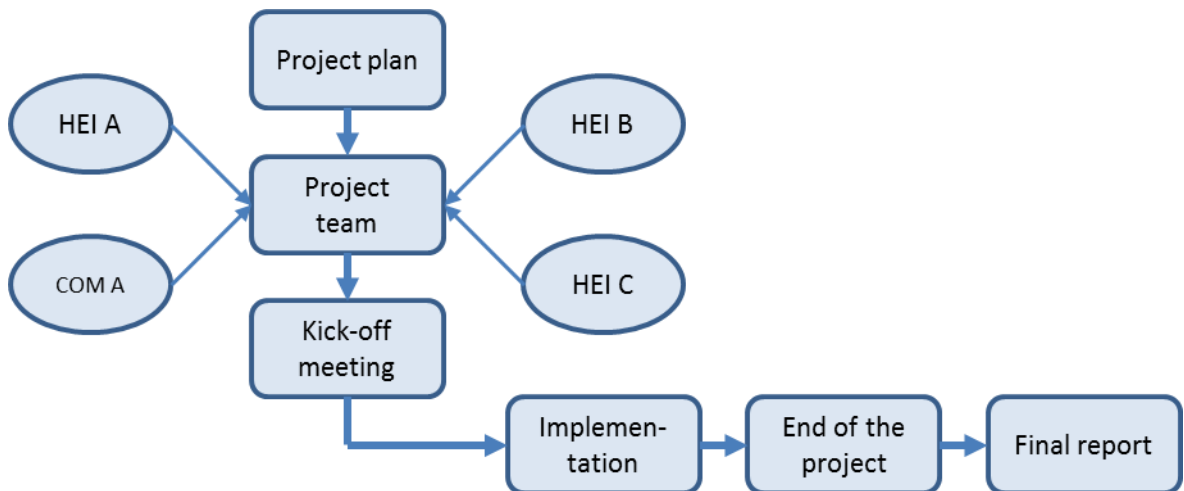 Project plan
HEI A
HEI B
Project
team
COM A
HEI C
Kick-off
meeting
Implemen-
tation
End of the
project
Final report